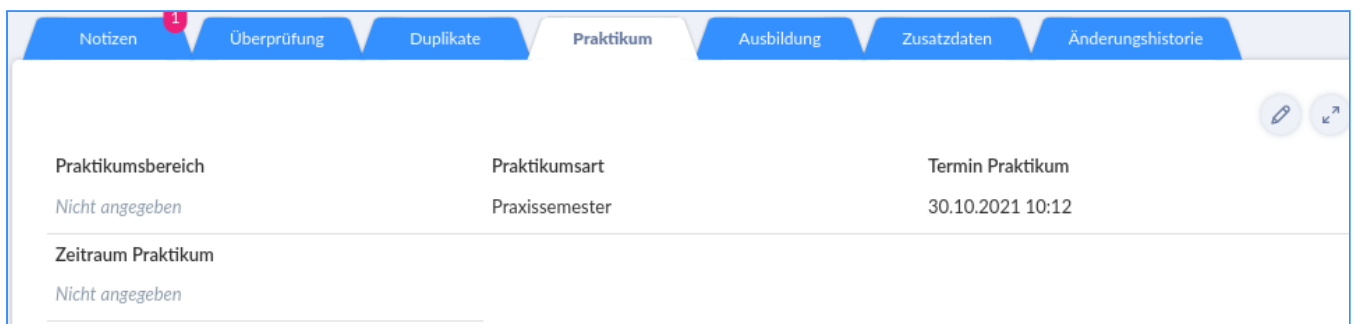 1
Notizen Überprüfung Duplikate Praktikum Ausbildung Zusatzdaten Änderungshistorie
Praktikumsbereich Praktikumsart Termin Praktikum
Nicht angegeben Praxissemester 30.10.2021 10:12
Zeitraum Praktikum
Nicht angegeben